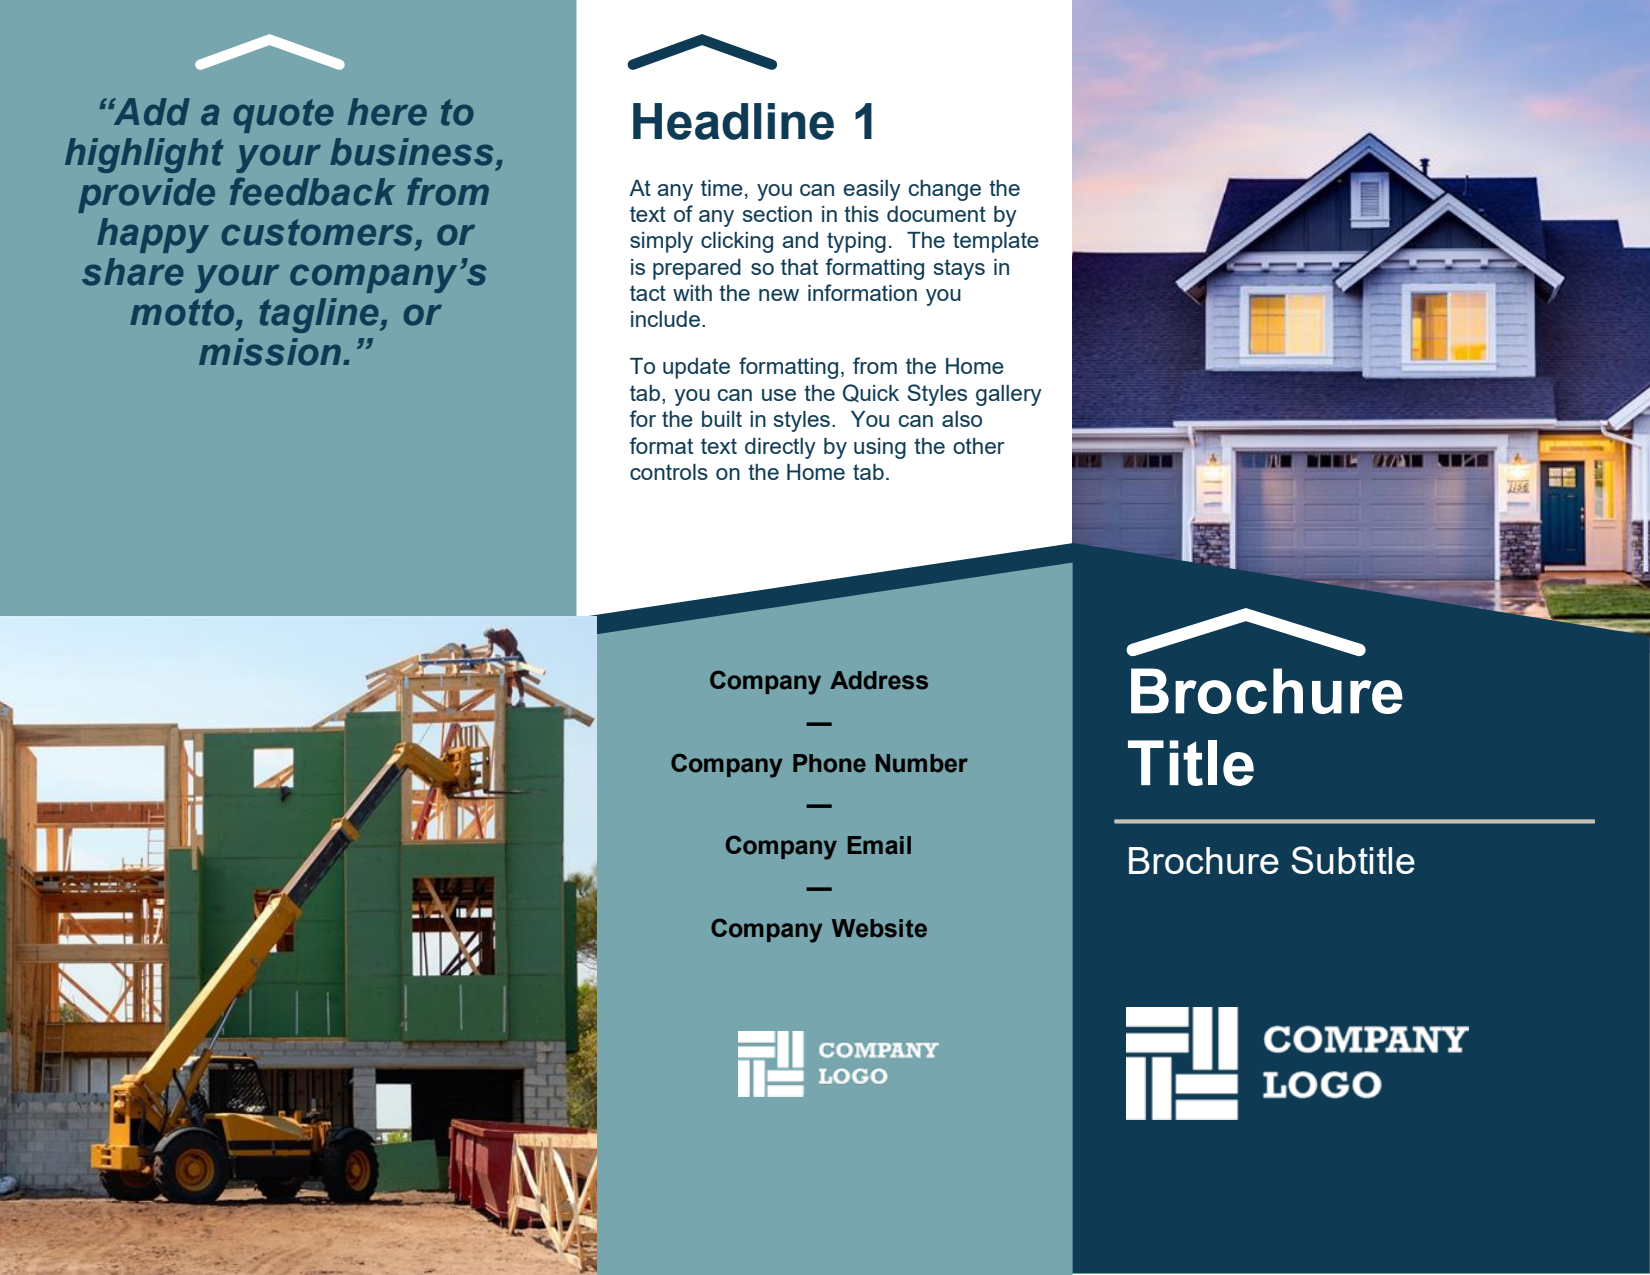 “Add a quote here to
highlight your business,
provide feedback from
happy customers, or
share your company’s
motto, tagline, or
mission.”
Headline 1
At any time, you can easily change the
text of any section in this document by
simply clicking and typing.  The template
is prepared so that formatting stays in
tact with the new information you
include.
To update formatting, from the Home
tab, you can use the Quick Styles gallery
for the built in styles.  You can also
format text directly by using the other
controls on the Home tab.
Company Address
—
Company Phone Number
—
Company Email
—
Company Website
COMPANY
LOGO
Brochure
Title
Brochure Subtitle
COMPANY
LOGO